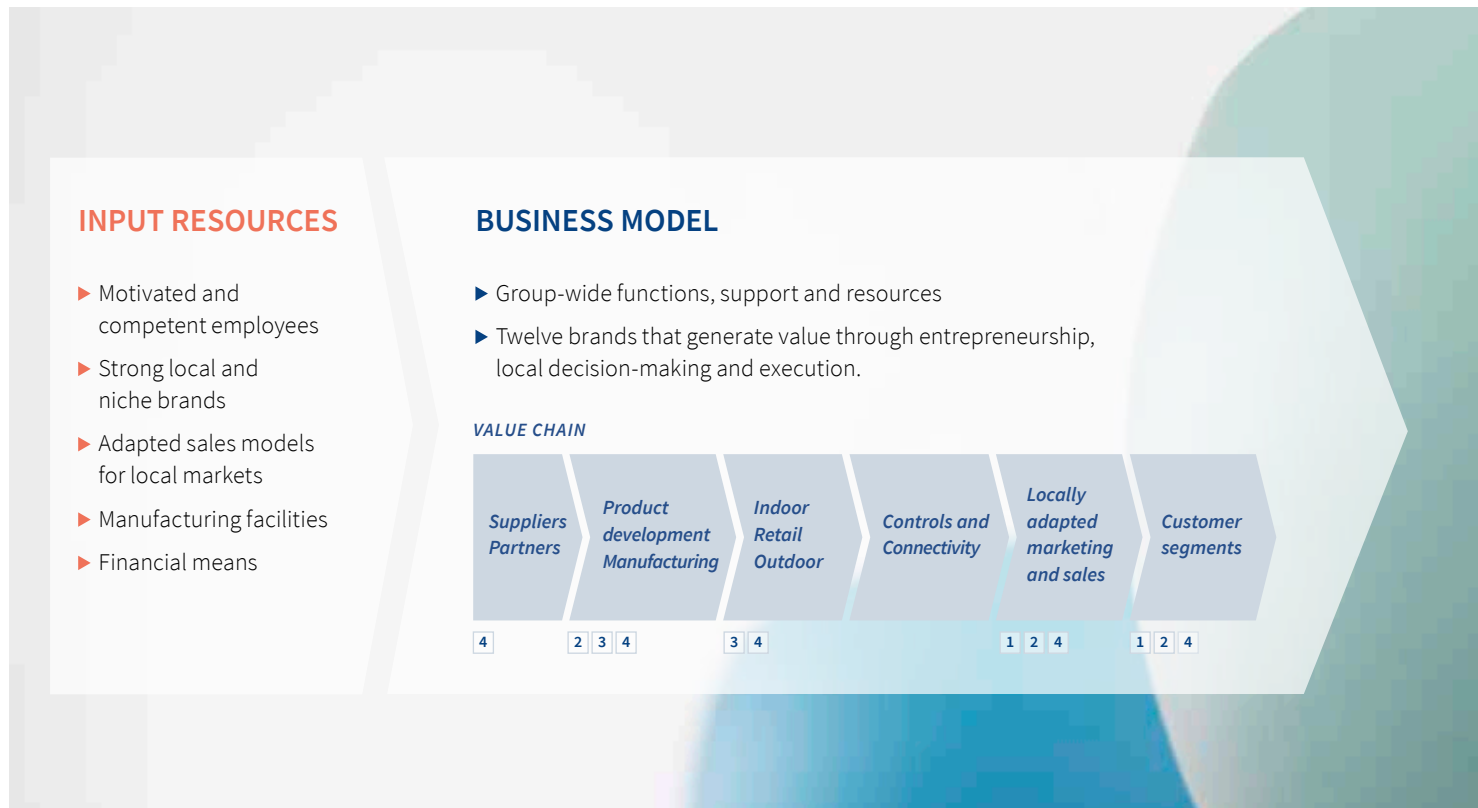 INPUT RESOURCES
▶ Motivated and
competent employees
▶ Strong local and
niche brands
▶ Adapted sales models
for local markets
▶ Manufacturing facilities
▶ Financial means
BUSINESS MODEL
▶ Group-wide functions, support and resources
▶ Twelve brands that generate value through entrepreneurship,
local decision-making and execution.
VALUE CHAIN
Suppliers
Partners
Product
development
Manufacturing
Indoor
Retail
Outdoor
Controls and
Connectivity
Locally
adapted
marketing
and sales
Customer
segments
4
2 3 4
3 4
1 2 4
1 2 4